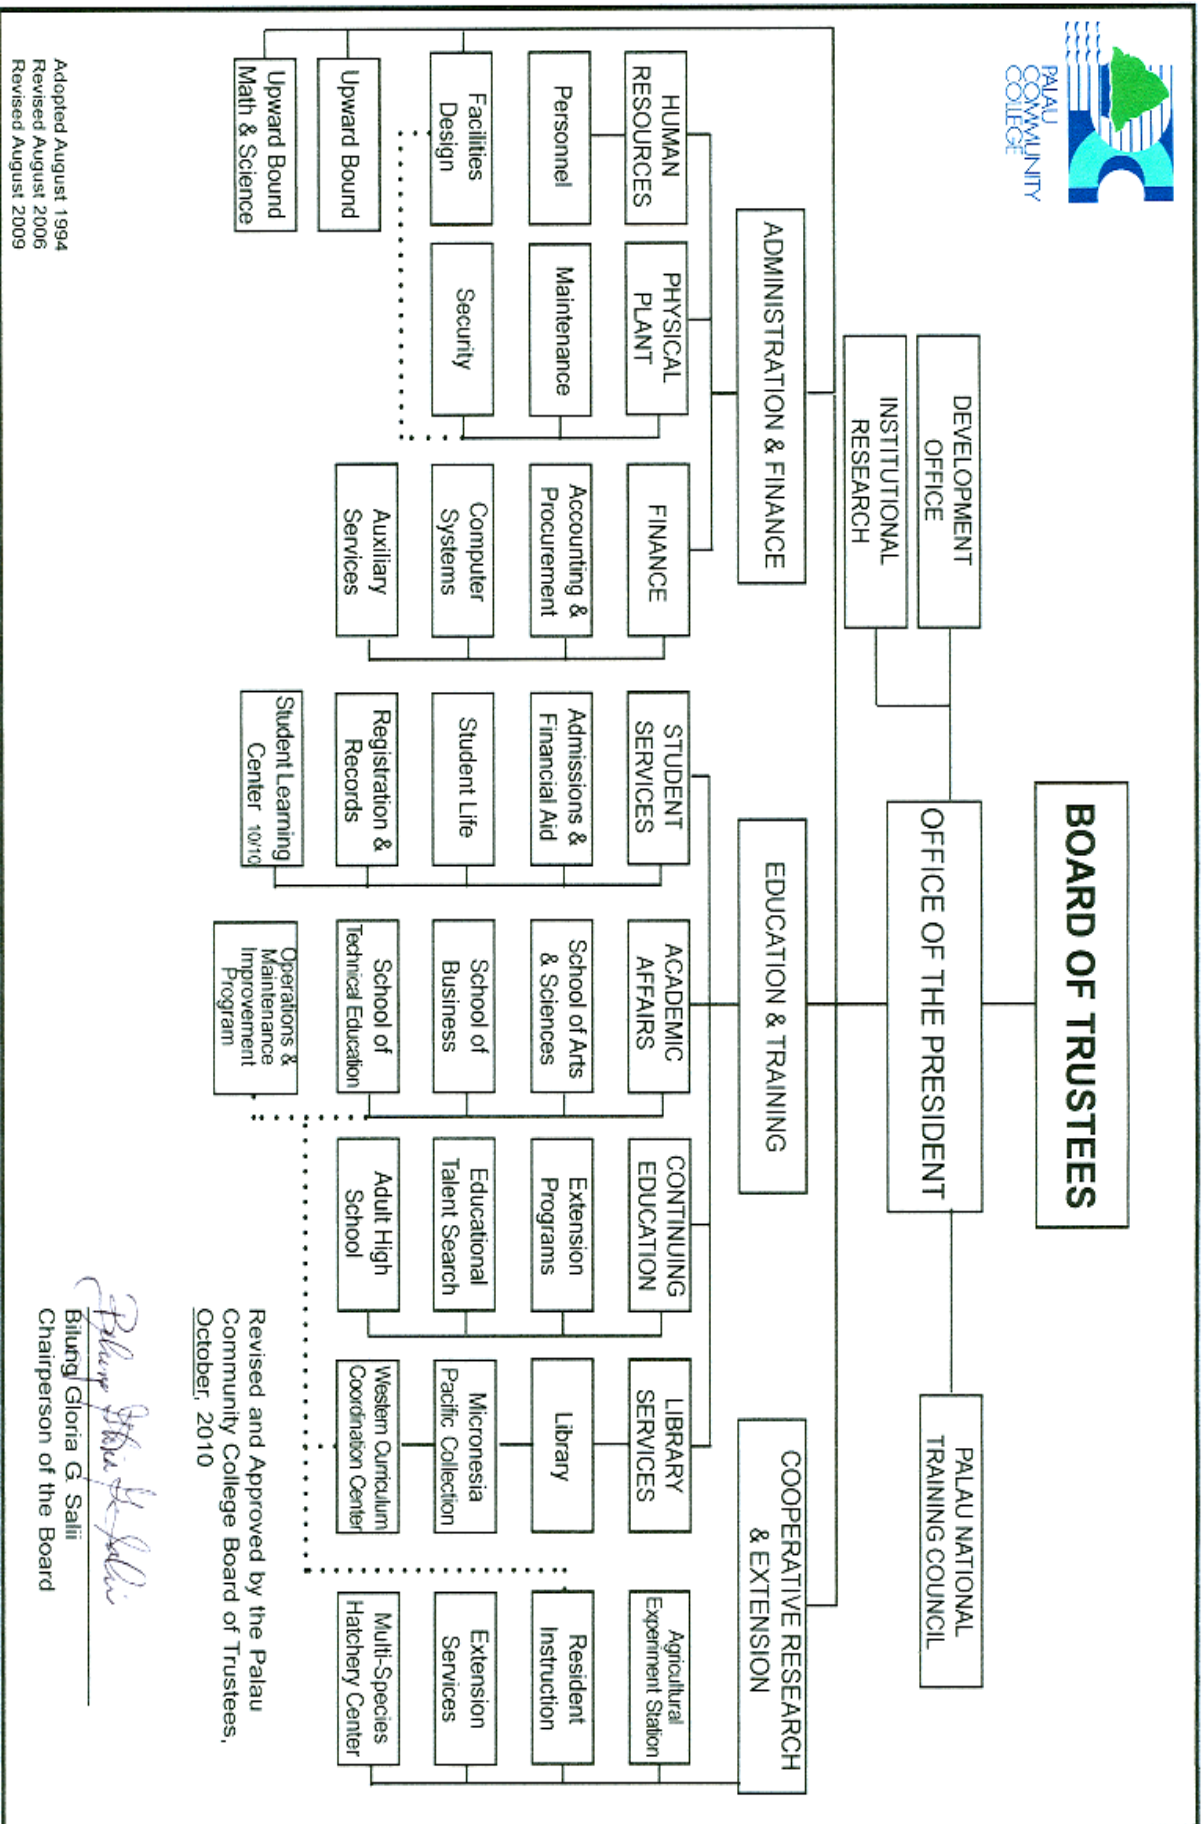 PALAU
COMMUNITY
COLLEGE
BOARD OF TRUSTEES
OFFICE OF THE PRESIDENT
DEVELOPMENT
OFFICE
INSTITUTIONAL
RESEARCH
PALAU NATIONAL
TRAINING COUNCIL
ADMINISTRATION & FINANCE
EDUCATION & TRAINING
COOPERATIVE RESEARCH
& EXTENSION
HUMAN
RESOURCES
Personnel
Facilities
Design
Upward Bound
Upward Bound
Math & Science
PHYSICAL
PLANT
Maintenance
Security
FINANCE
Accounting &
Procurement
Computer
Systems
Auxiliary
Services
STUDENT
SERVICES
Admissions &
Financial Aid
Student Life
Registration &
Records
Student Learning
Center 10/10
ACADEMIC
AFFAIRS
School of Arts
& Sciences
School of
Business
School of
Technical Education
Operations &
Maintenance
Improvement
Program
CONTINUING
EDUCATION
Extension
Programs
Educational
Talent Search
Adult High
School
LIBRARY
SERVICES
Library
Micronesia
Pacific Collection
Western Curriculum
Coordination Center
Agricultural
Experiment Station
Resident
Instruction
Extension
Services
Multi-Species
Hatchery Center
Adopted August 1994
Revised August 2006
Revised August 2009
Revised and Approved by the Palau
Community College Board of Trustees,
October, 2010
Bilung Gloria G. Salii
Bilung Gloria G. Salii
Chairperson of the Board